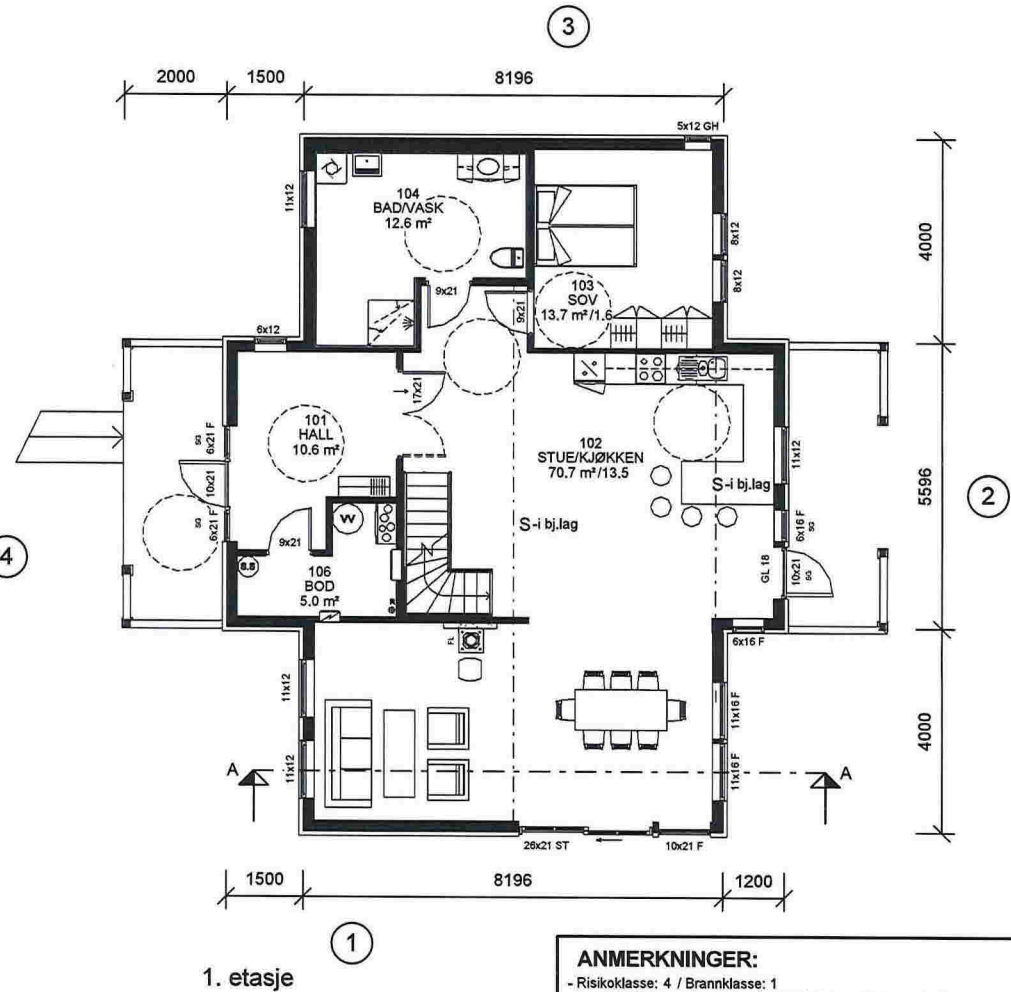 3
2000
1500
8196
5x12 GH
11x12
104
BAD/VASK
12.6 m²
8x12
8x12
4000
103
SOV
13.7 m²/1.6
9x21
9x21
6x12
17x21
101
HALL
10.6 m²
SG
6x21 F
10x21
SG
6x21 F
102
STUE/KJØKKEN
70.7 m²/13.5
11x12
S-i bj.lag
S-i bj.lag
5596
2
4
VV
9x21
S.S
106
BOD
5.0 m²
6x16 F
SG
GL 18
10x21
SG
6x16 F
FL
11x12
11x12
11x16 F
11x16 F
4000
A
A
26x21 ST
10x21 F
1500
8196
1200
1
1. etasje
ANMERKNINGER:
- Risikoklasse: 4 / Brannklasse: 1